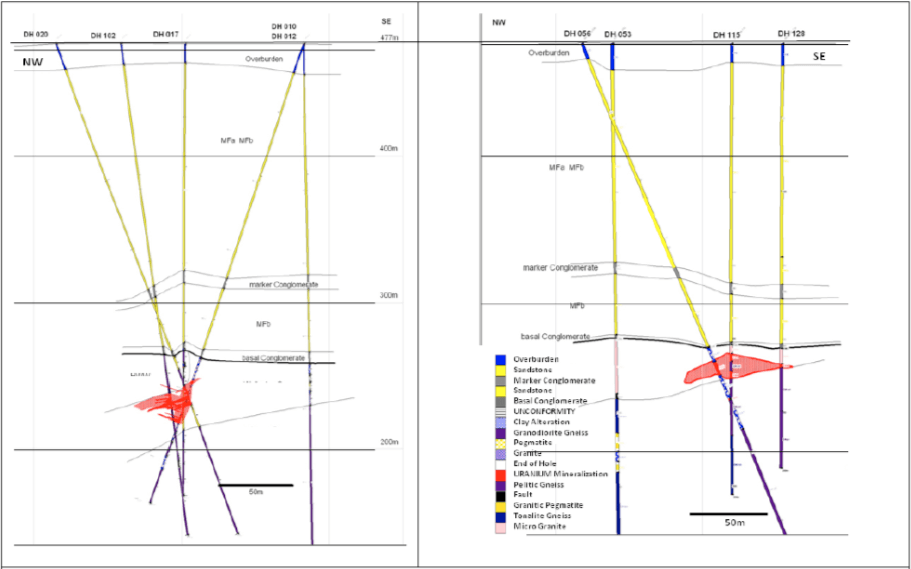 DH 010
SE
DH 020
DH 162
DH 017
DH 012
477m
NW
Overburden
MFa MFb
400m
marker Conglomerate
300m
MFb
basal Conglomerate
200m
50m
NW
DH 056
DH 053
DH 115
DH 128
Overburden
SE
MFa MFb
marker Conglomerate
MFb
basal Conglomerate
Overburden
Sandstone
Marker Conglomerate
Sandstone
Basal Conglomerate
UNCONFORMITY
Clay Alteration
Granodiorite Gneiss
Pegmatite
Granite
End of Hole
URANIUM Mineralization
Pelitic Gneiss
Fault
Granitic Pegmatite
Tonalite Gneiss
Micro Granite
50m